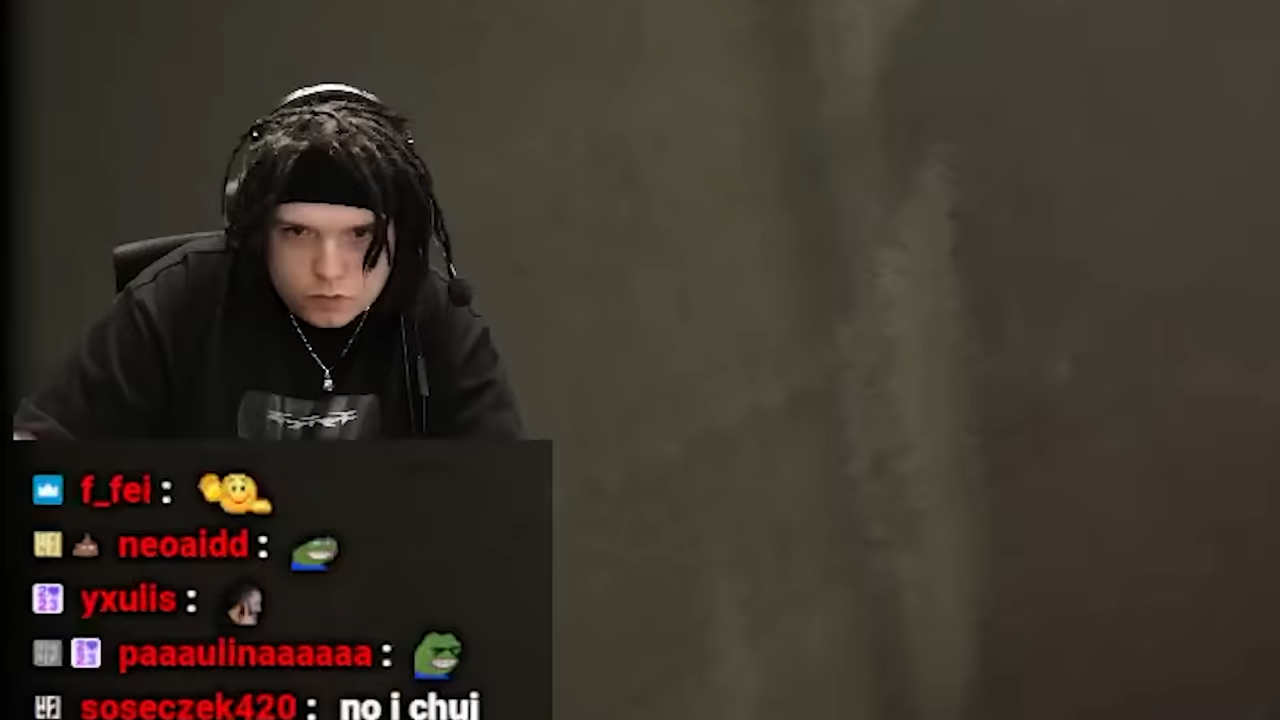 f_fei :
neoaidd :
yxulis :
paaaulinaaaaaa :
soseczek420 : no i chuj